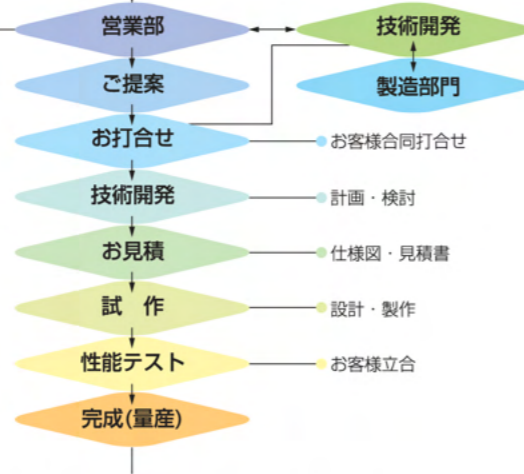 営業部
技術開発
ご提案
製造部門
お打合せ
お客様合同打合せ
技術開発
計画・検討
お見積
仕様図・見積書
試 作
設計・製作
性能テスト
お客様立合
完成(量産)